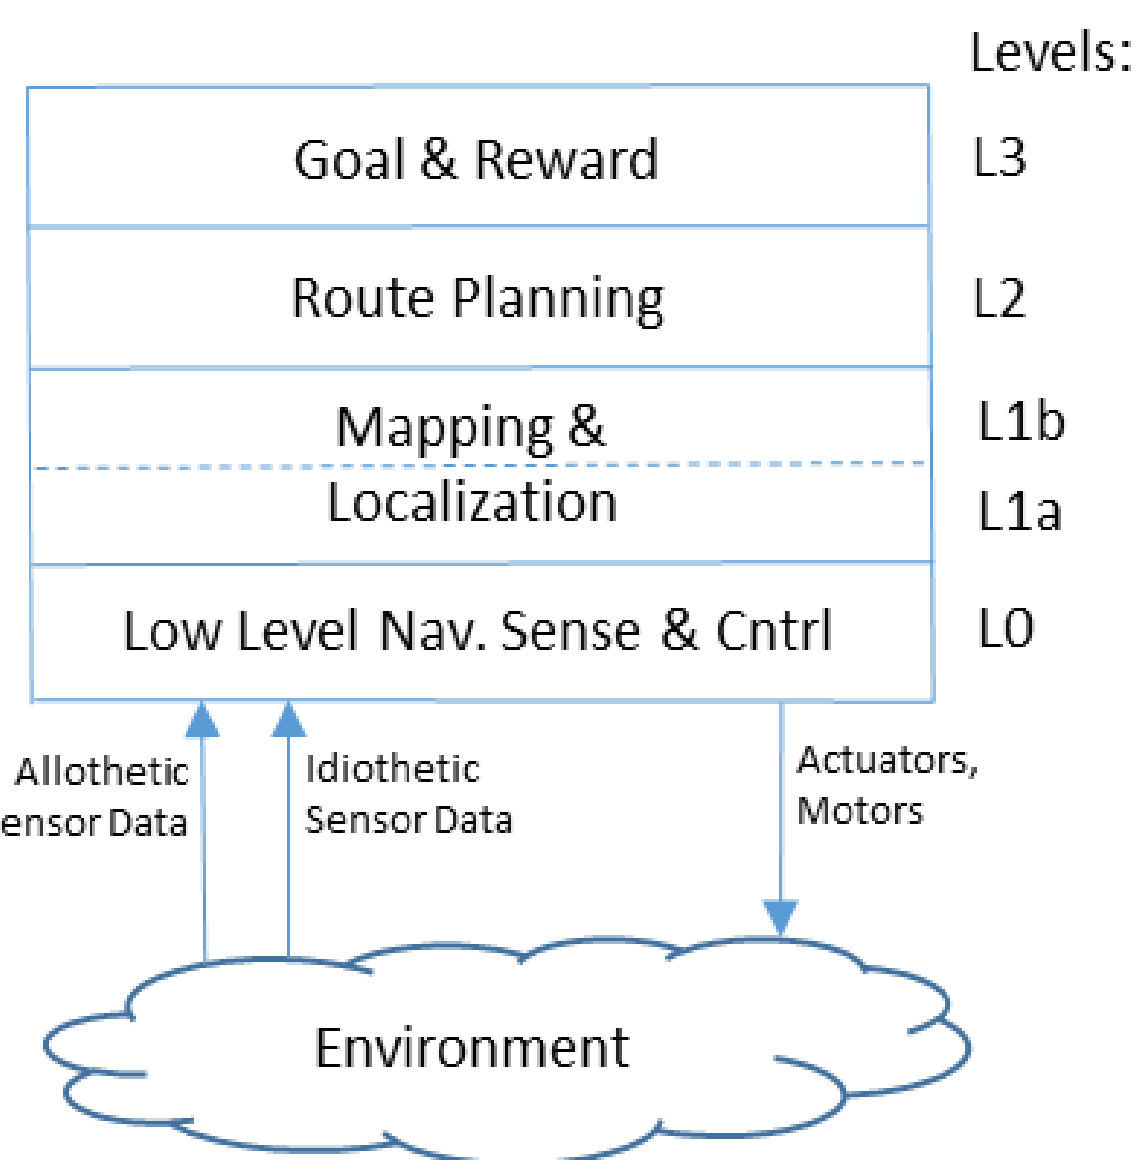 Levels:
Goal & Reward
L3
Route Planning
L2
Mapping &
L1b
Localization
L1a
Low Level Nav. Sense & Cntrl
L0
Allothetic
ensor Data
Idiothetic
Sensor Data
Actuators,
Motors
Environment